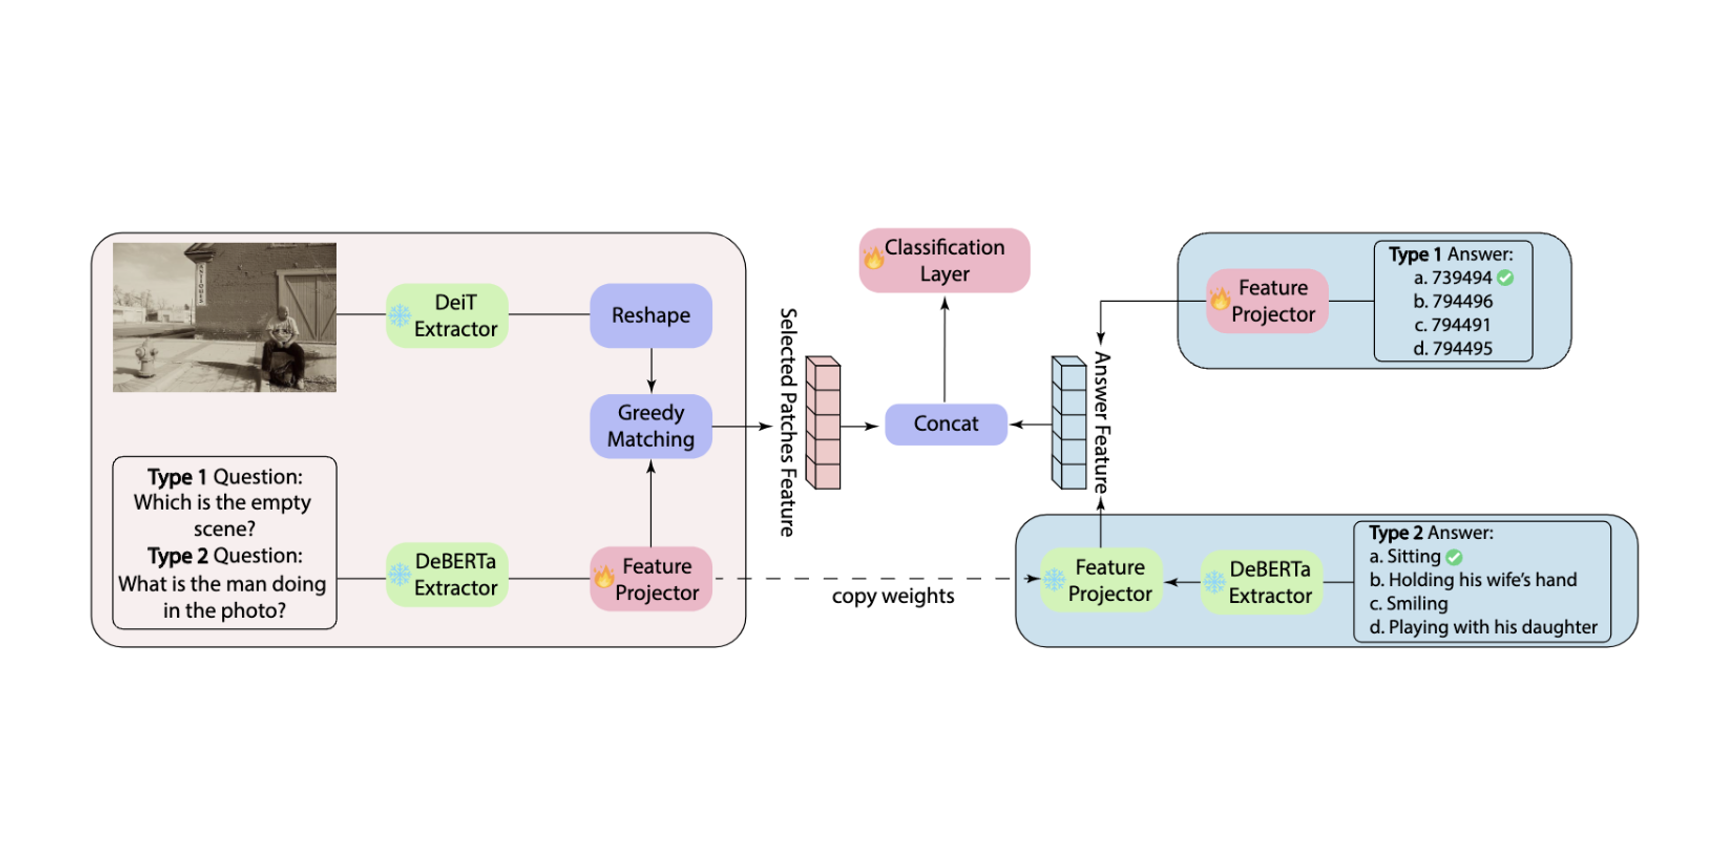 ANTIQUES
DeiT
Extractor
Reshape
Greedy
Matching
Type 1 Question:
Which is the empty
scene?
Type 2 Question:
What is the man doing
in the photo?
DeBERTa
Extractor
Feature
Projector
copy weights
Selected Patches Feature
Classification
Layer
Concat
Answer Feature
Feature
Projector
Type 1 Answer:
a. 739494
b. 794496
c. 794491
d. 794495
Feature
Projector
DeBERTa
Extractor
Type 2 Answer:
a. Sitting
b. Holding his wife's hand
c. Smiling
d. Playing with his daughter